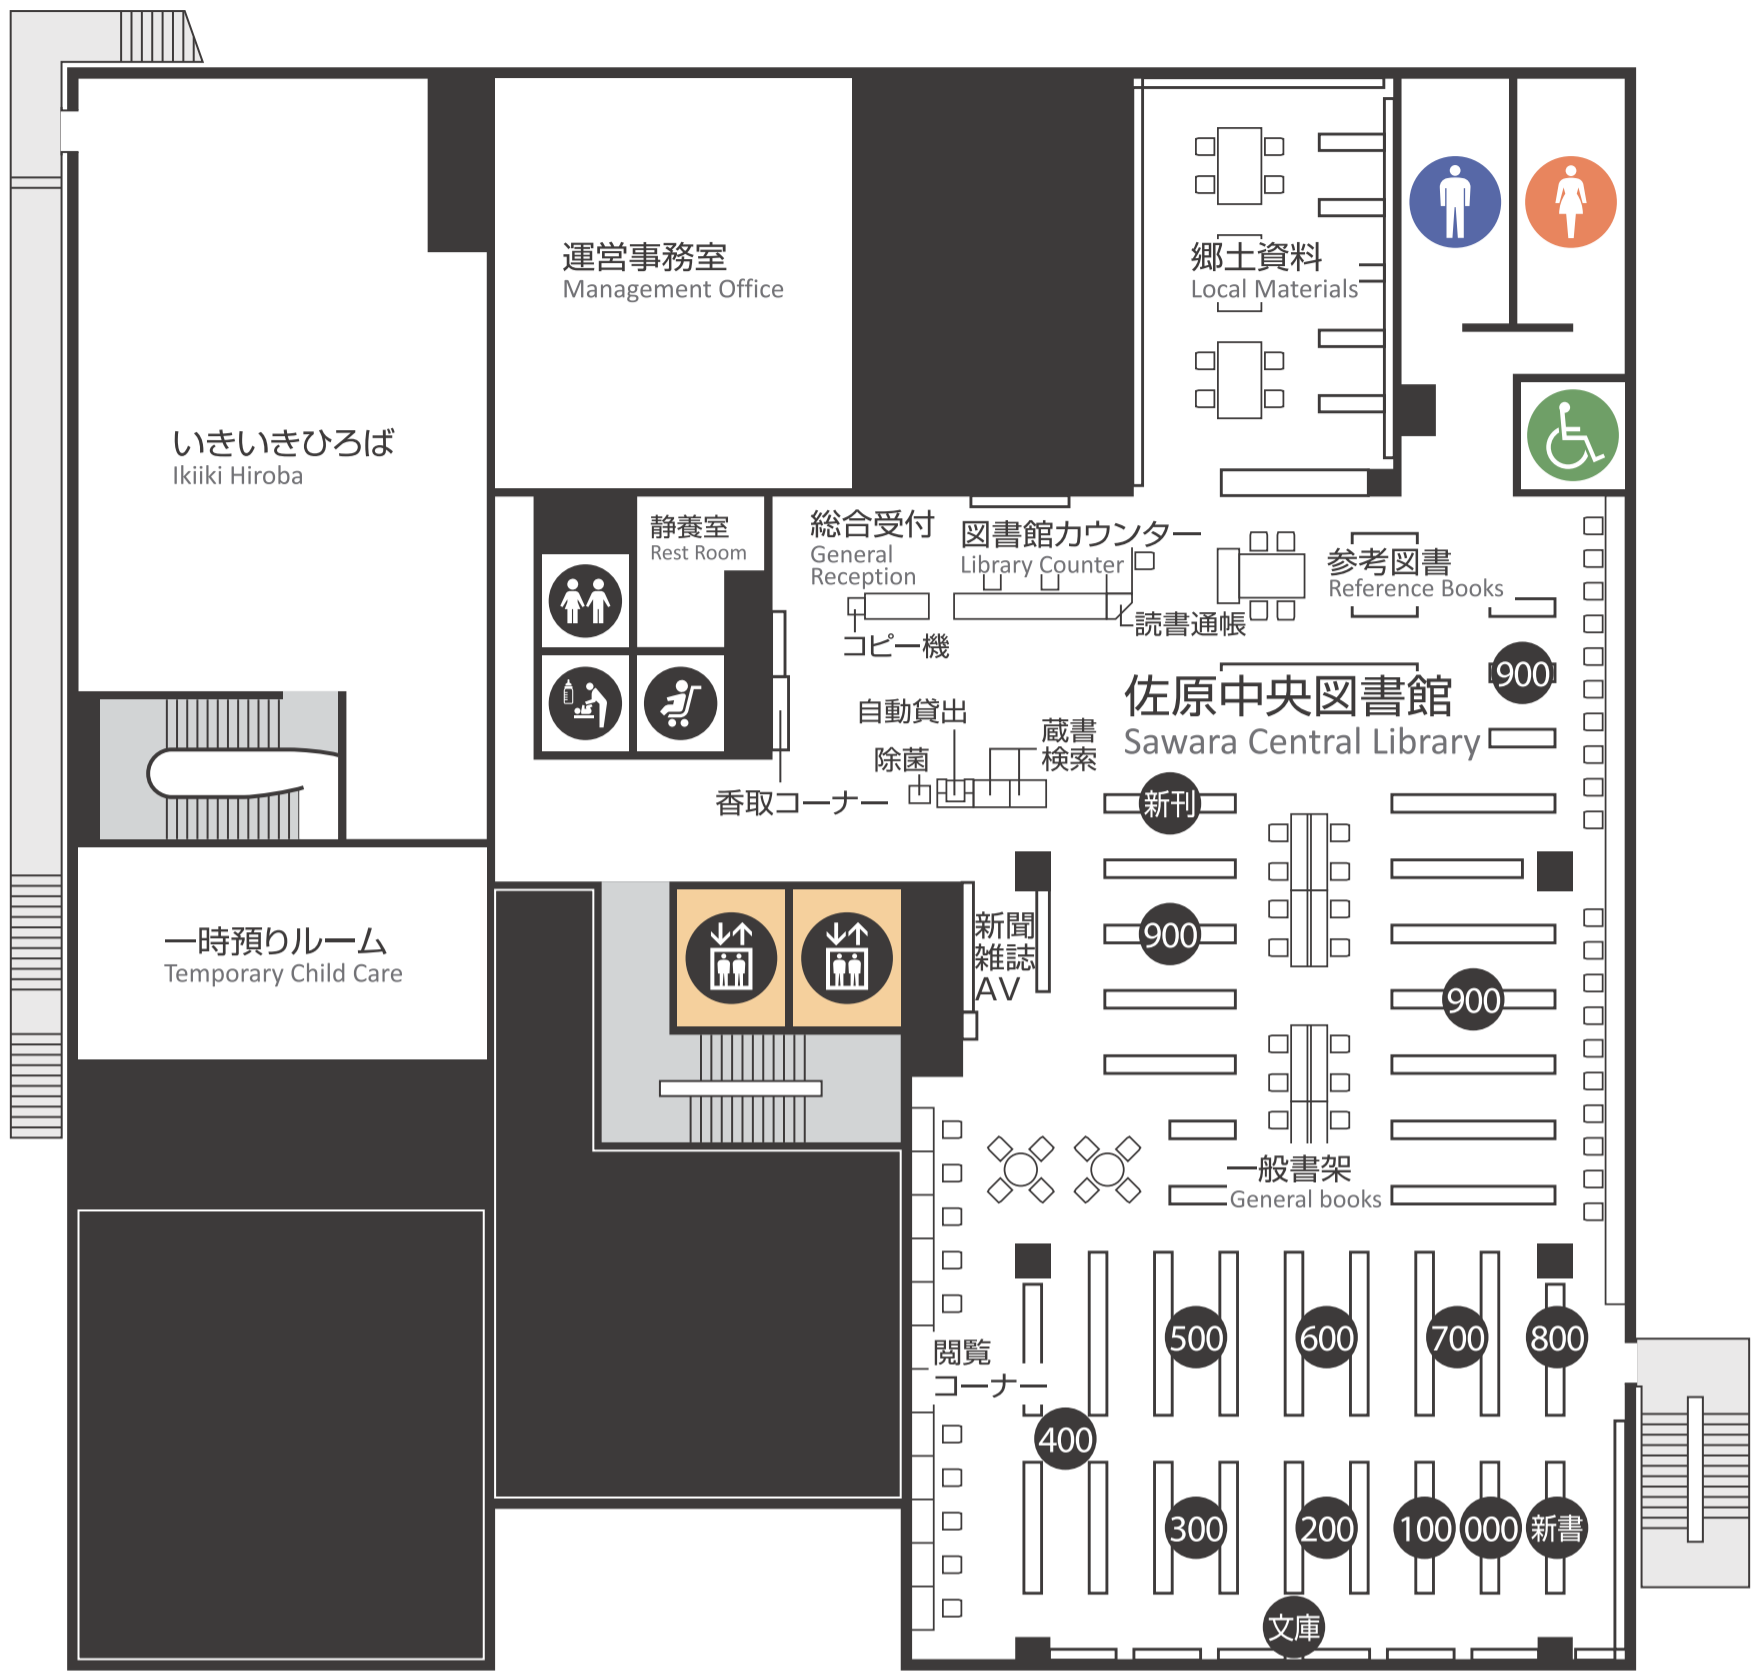 運営事務室
Management Office
郷土資料
Local Materials
いきいきひろば
Ikiiki Hiroba
静養室
Rest Room
総合受付
General
Reception
図書館カウンター
Library Counter
参考図書
Reference Books
コピー機
読書通帳
900
佐原中央図書館
Sawara Central Library
自動貸出
蔵書
検索
除菌
香取コーナー
新刊
一時預りルーム
Temporary Child Care
新聞
雑誌
AV
900
900
一般書架
General books
閲覧
コーナー
500
600
700
800
400
300
200
100
000
新書
文庫